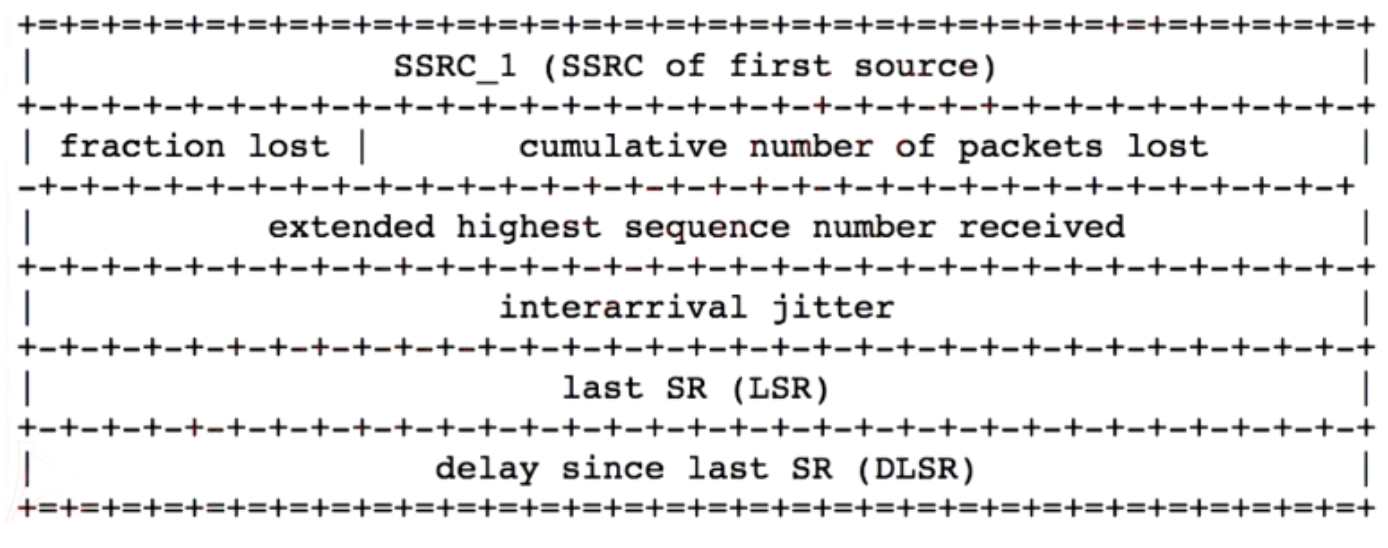 +=+=+=+=+=+=+=+=+=+=+=+=+=+=+=+=+=+=+=+=+=+=+=+=+=+=+=+=+=+=+=+=+
|                 SSRC_1 (SSRC of first source)                 |
+-+-+-+-+-+-+-+-+-+-+-+-+-+-+-+-+-+-+-+-+-+-+-+-+-+-+-+-+-+-+-+-+
| fraction lost |       cumulative number of packets lost       |
-+-+-+-+-+-+-+-+-+-+-+-+-+-+-+-+-+-+-+-+-+-+-+-+-+-+-+-+-+-+-+-+
|           extended highest sequence number received           |
+-+-+-+-+-+-+-+-+-+-+-+-+-+-+-+-+-+-+-+-+-+-+-+-+-+-+-+-+-+-+-+-+
|                      interarrival jitter                      |
+-+-+-+-+-+-+-+-+-+-+-+-+-+-+-+-+-+-+-+-+-+-+-+-+-+-+-+-+-+-+-+-+
|                         last SR (LSR)                         |
+-+-+-+-+-+-+-+-+-+-+-+-+-+-+-+-+-+-+-+-+-+-+-+-+-+-+-+-+-+-+-+-+
|                   delay since last SR (DLSR)                  |
+=+=+=+=+=+=+=+=+=+=+=+=+=+=+=+=+=+=+=+=+=+=+=+=+=+=+=+=+=+=+=+=+